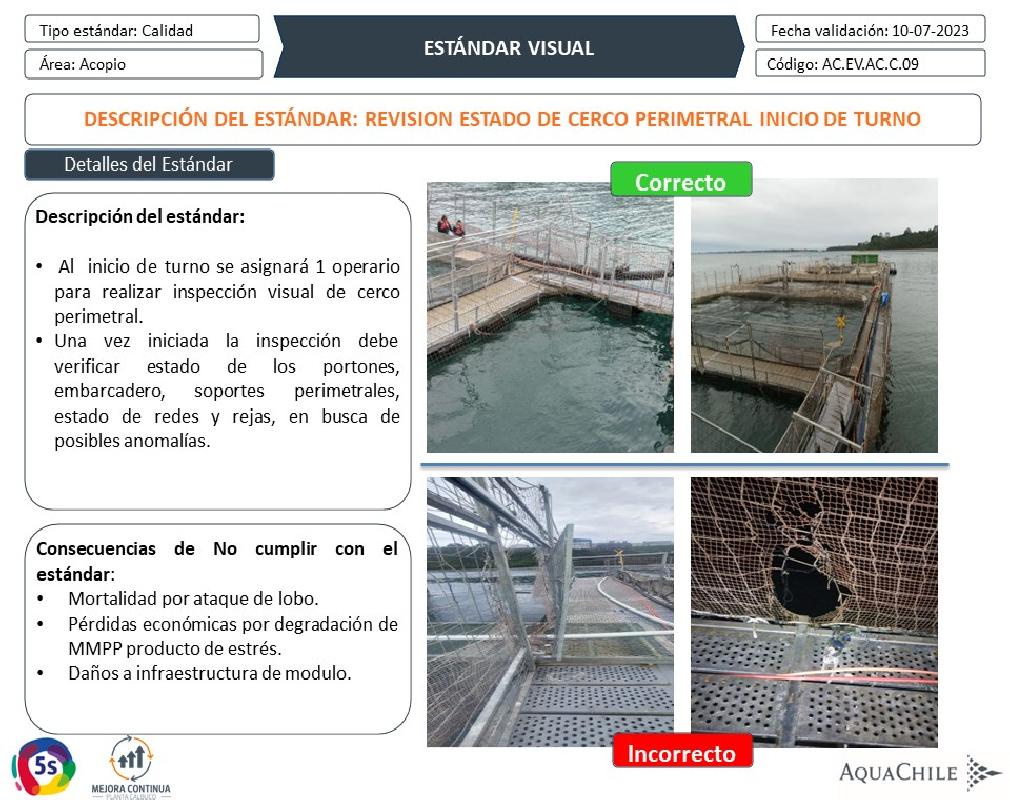 Tipo estándar: Calidad
Área: Acopio
ESTÁNDAR VISUAL
Fecha validación: 10-07-2023
Código: AC.EV.AC.C.09
DESCRIPCIÓN DEL ESTÁNDAR: REVISION ESTADO DE CERCO PERIMETRAL INICIO DE TURNO
Detalles del Estándar
Descripción del estándar:
• Al inicio de turno se asignará 1 operario
para realizar inspección visual de cerco
perimetral.
• Una vez iniciada la inspección debe
verificar estado de los portones,
embarcadero, soportes perimetrales,
estado de redes y rejas, en busca de
posibles anomalías.
Consecuencias de No cumplir con el
estándar:
• Mortalidad por ataque de lobo.
• Pérdidas económicas por degradación de
MMPP producto de estrés.
• Daños a infraestructura de modulo.
Correcto
Incorrecto
5s
MEJORA CONTINUA
PLANTA CALBUCO
AQUACHILE